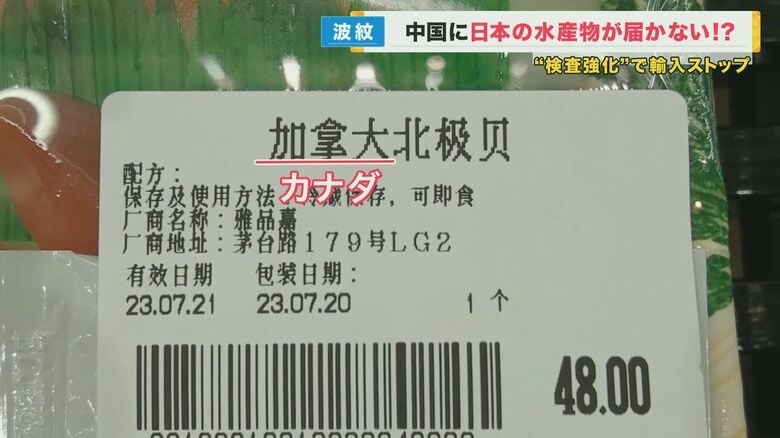 波紋 中国に日本の水産物が届かない!?
“検査強化”で輸入ストップ
加拿大北极贝
カナダ
配方：
保存及使用方法 冷藏保存，可即食
厂商名称：雅品嘉
厂商地址：茅台路179号LG2
有效日期 包装日期：
23.07.21 23.07.20 1 个
48.00